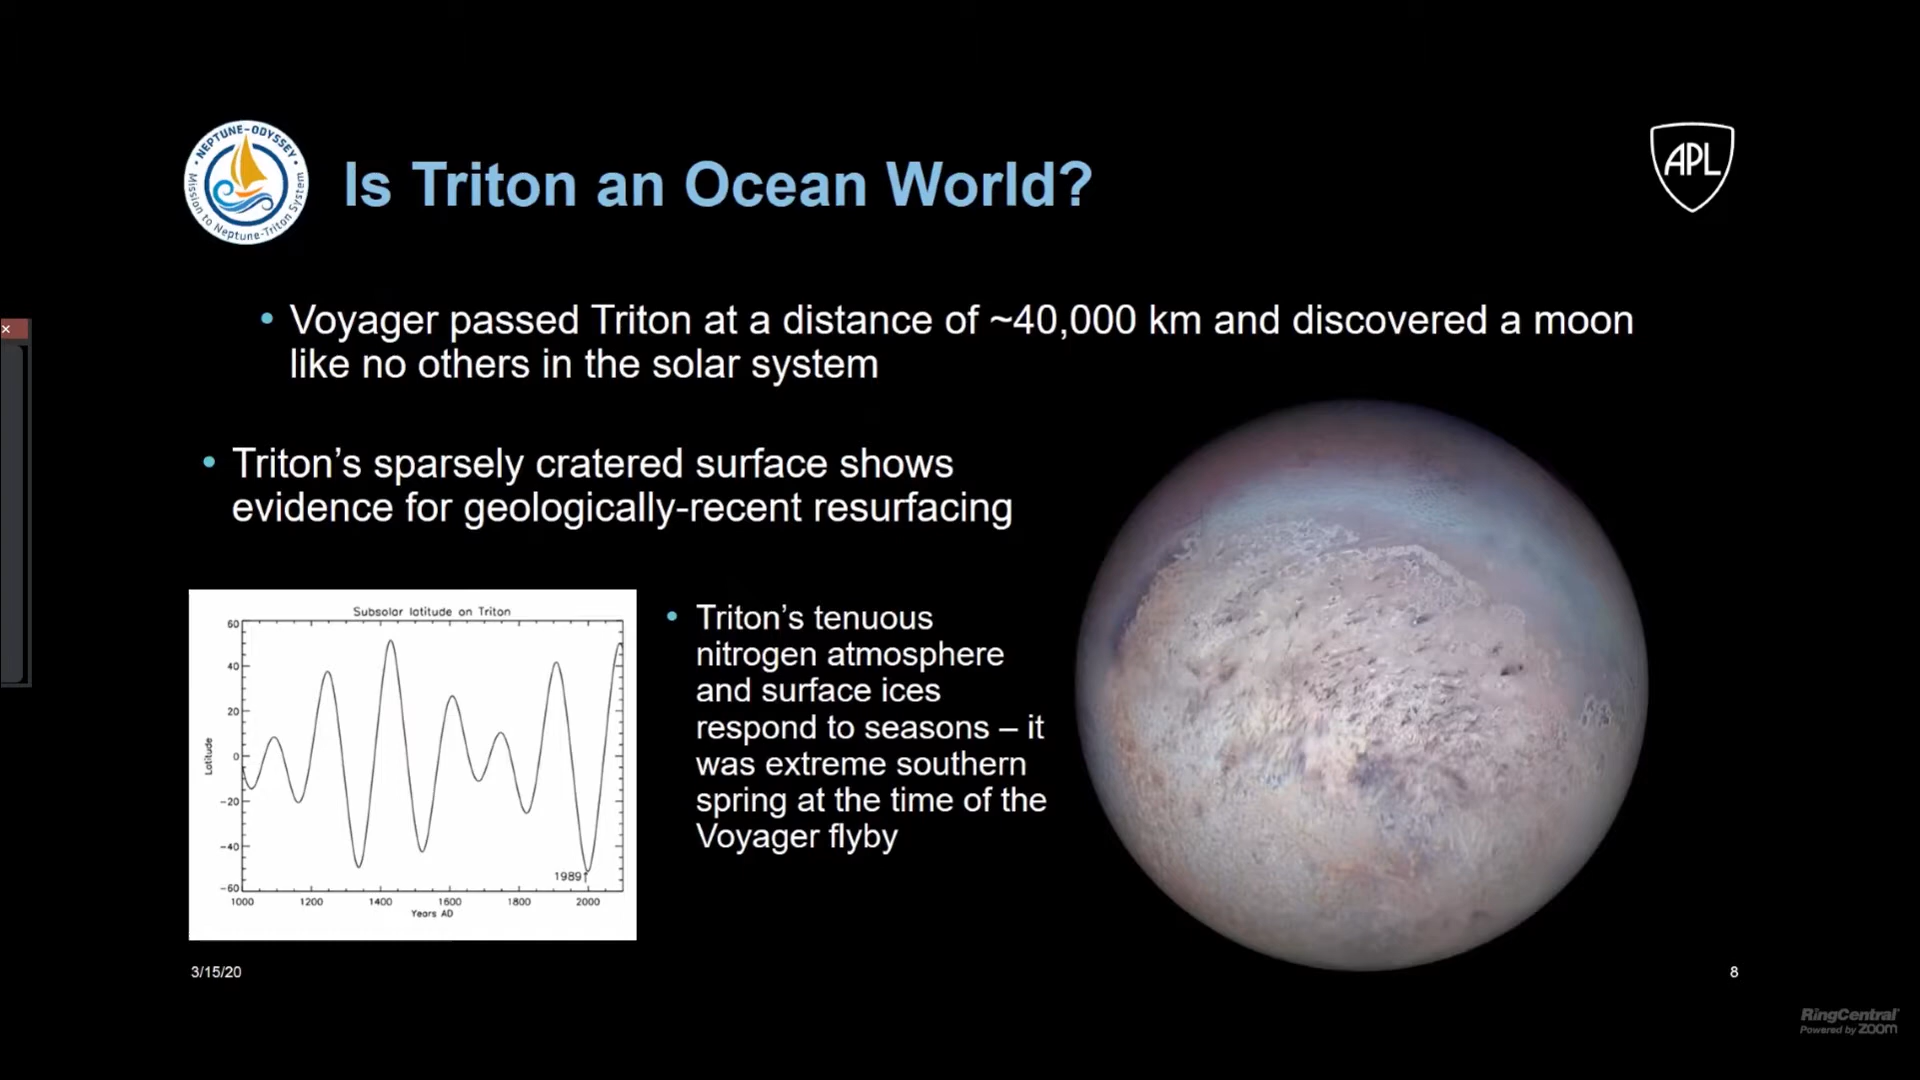 NEPTUNE-ODYSSEY
Mission to Neptune-Triton System
Is Triton an Ocean World?
APL
• Voyager passed Triton at a distance of ~40,000 km and discovered a moon
like no others in the solar system
• Triton’s sparsely cratered surface shows
evidence for geologically-recent resurfacing
Subsolar latitude on Triton
60
40
20
0
-20
-40
-60
Latitude
1989↑
1000 1200 1400 1600 1800 2000
Years AD
• Triton’s tenuous
nitrogen atmosphere
and surface ices
respond to seasons – it
was extreme southern
spring at the time of the
Voyager flyby
3/15/20
8
RingCentral
Powered by zoom